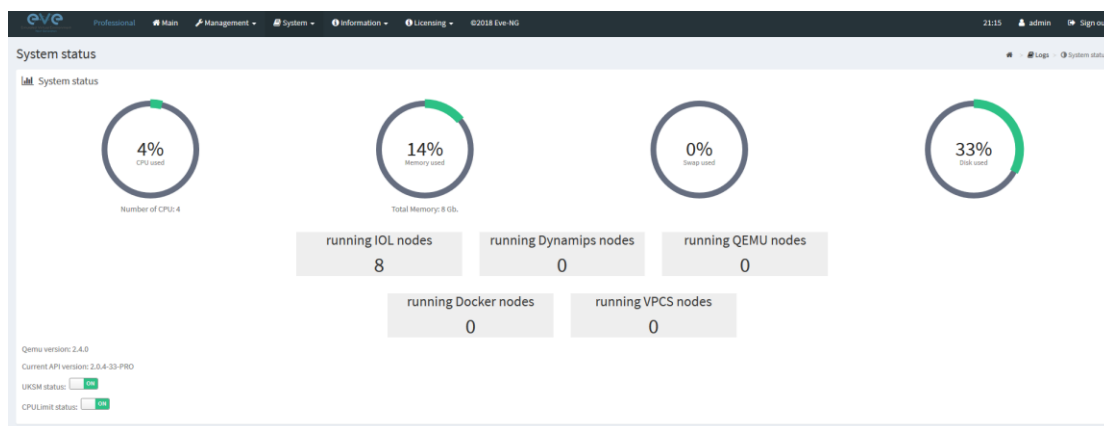 eve
Professional Main Management System Information Licensing ©2018 Eve-NG 21:15 admin Sign ou
System status Logs System statu
System status
4% 14% 0% 33%
CPU used Memory used Swap used Disk used
Number of CPU: 4 Total Memory: 8 Gb.
running IOL nodes running Dynamips nodes running QEMU nodes
8 0 0
running Docker nodes running VPCS nodes
0 0
Qemu version: 2.4.0
Current API version: 2.0.4-33-PRO
UKSM status: ON
CPULimit status: ON